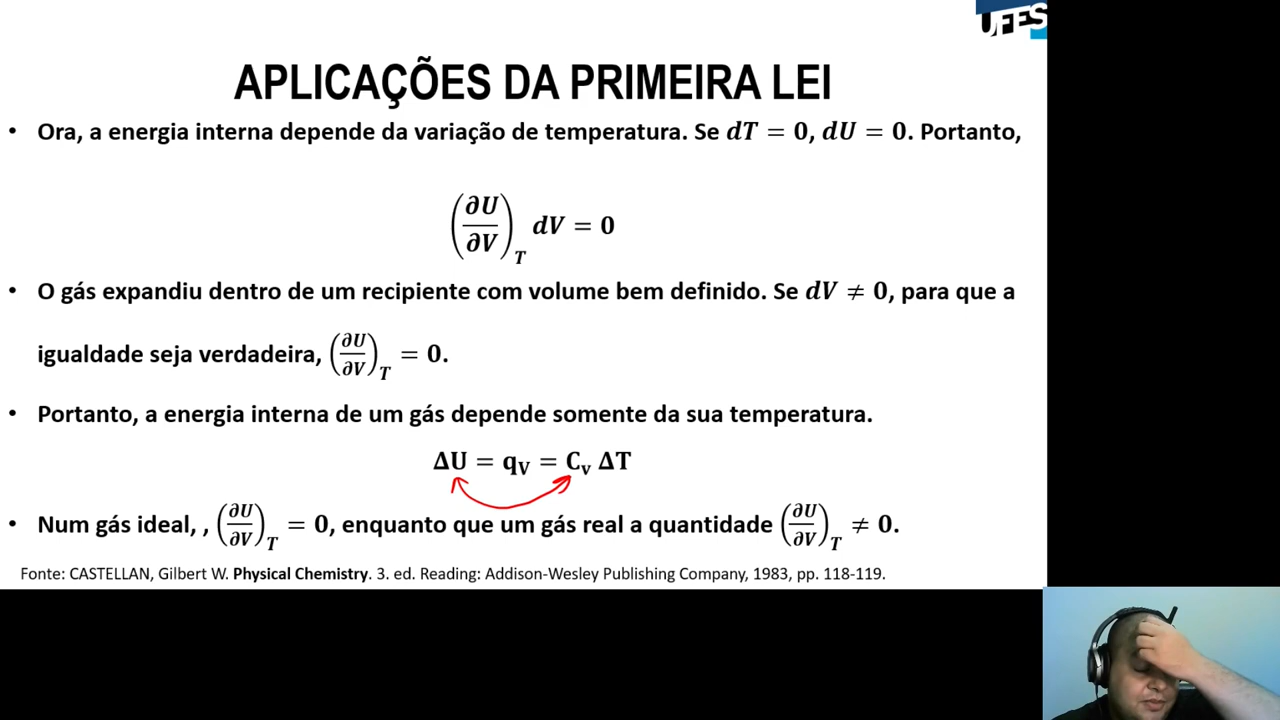 UFES
APLICAÇÕES DA PRIMEIRA LEI
• Ora, a energia interna depende da variação de temperatura. Se dT = 0, dU = 0. Portanto,
(∂U/∂V)_T dV = 0
• O gás expandiu dentro de um recipiente com volume bem definido. Se dV ≠ 0, para que a
igualdade seja verdadeira, (∂U/∂V)_T = 0.
• Portanto, a energia interna de um gás depende somente da sua temperatura.
ΔU = q_V = C_v ΔT
• Num gás ideal, , (∂U/∂V)_T = 0, enquanto que um gás real a quantidade (∂U/∂V)_T ≠ 0.
Fonte: CASTELLAN, Gilbert W. Physical Chemistry. 3. ed. Reading: Addison-Wesley Publishing Company, 1983, pp. 118-119.